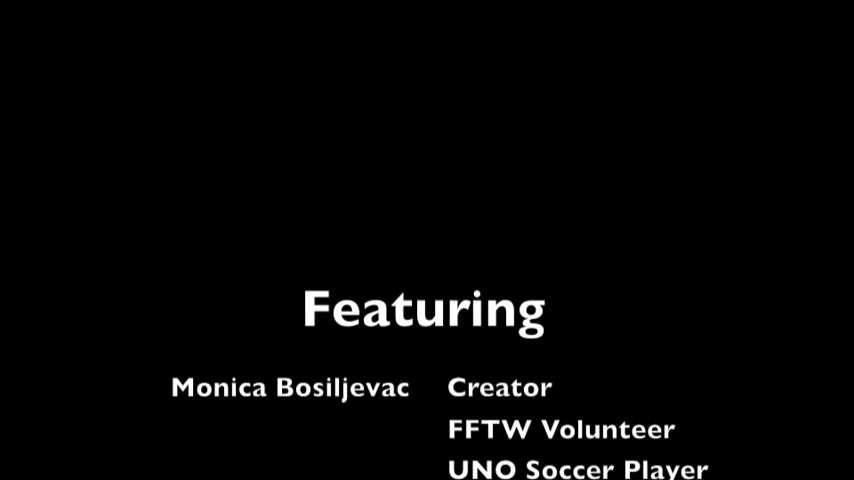 Featuring
Monica Bosiljevac Creator
FFTW Volunteer
UNO Soccer Player